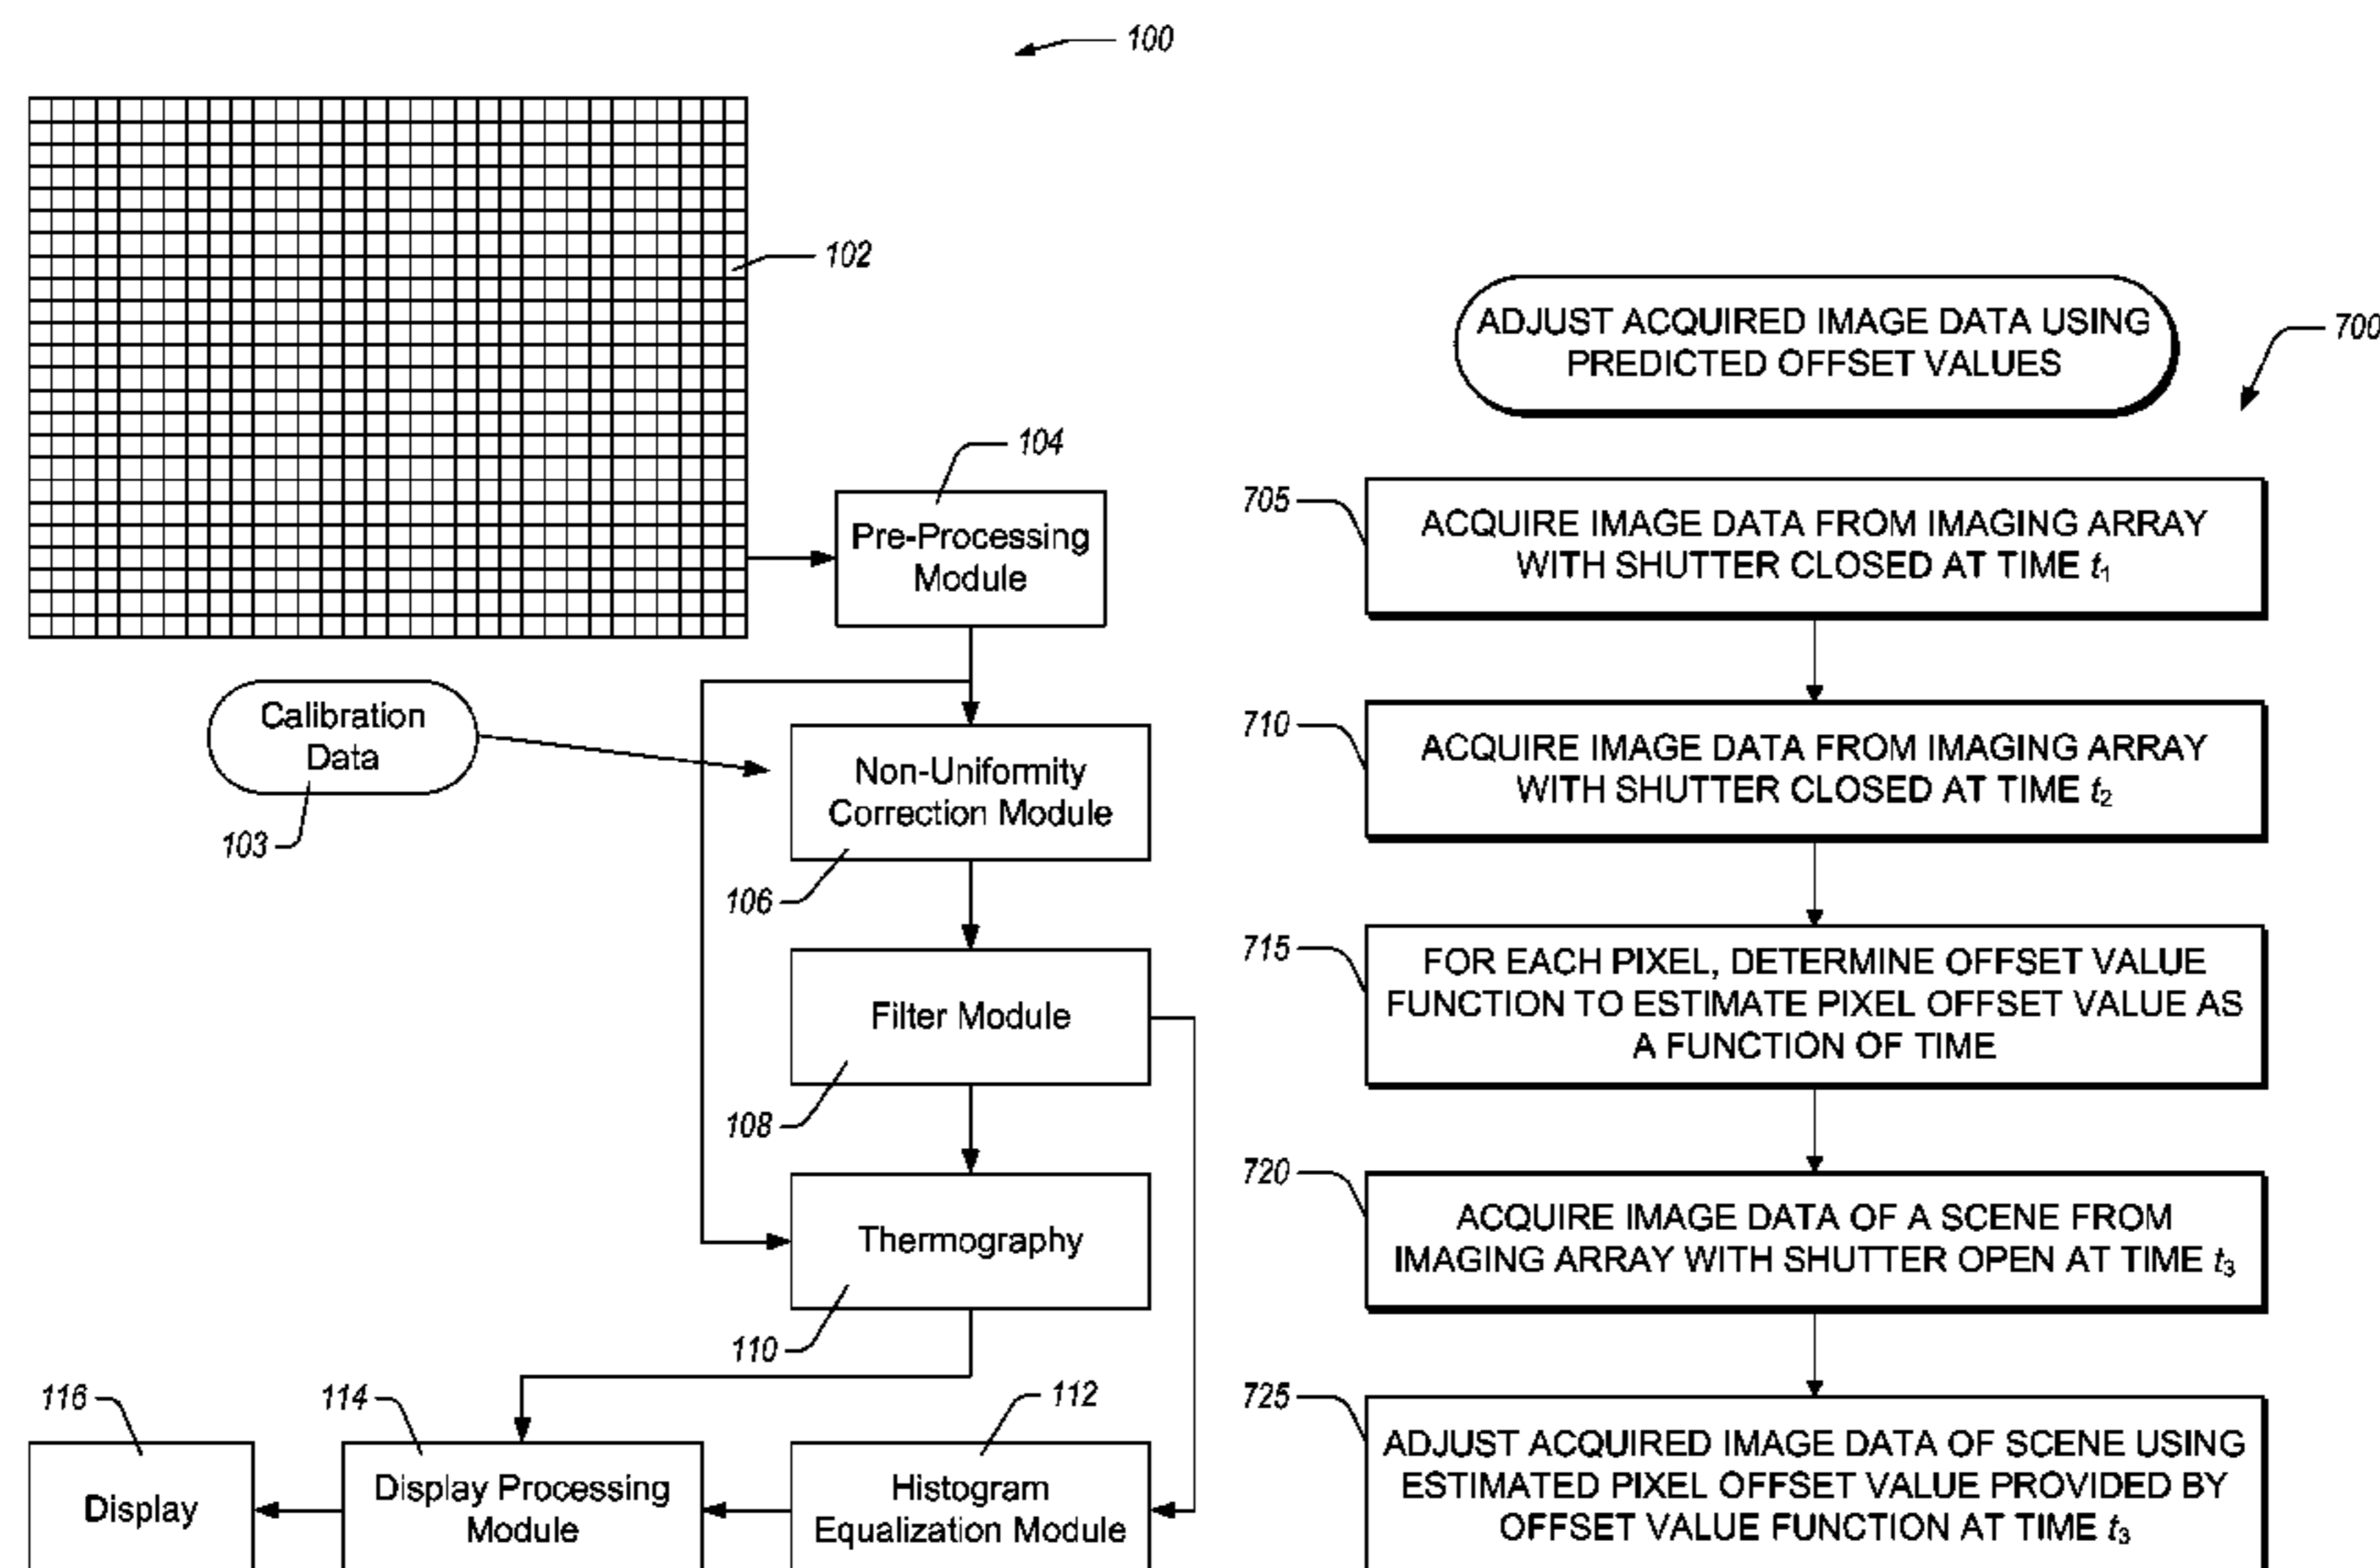 100
102
104
Pre-Processing
Module
Calibration
Data
103
Non-Uniformity
Correction Module
106
Filter Module
108
Thermography
110
116
114
112
Display
Display Processing
Module
Histogram
Equalization Module
ADJUST ACQUIRED IMAGE DATA USING
PREDICTED OFFSET VALUES
700
705
ACQUIRE IMAGE DATA FROM IMAGING ARRAY
WITH SHUTTER CLOSED AT TIME t₁
710
ACQUIRE IMAGE DATA FROM IMAGING ARRAY
WITH SHUTTER CLOSED AT TIME t₂
715
FOR EACH PIXEL, DETERMINE OFFSET VALUE
FUNCTION TO ESTIMATE PIXEL OFFSET VALUE AS
A FUNCTION OF TIME
720
ACQUIRE IMAGE DATA OF A SCENE FROM
IMAGING ARRAY WITH SHUTTER OPEN AT TIME t₃
725
ADJUST ACQUIRED IMAGE DATA OF SCENE USING
ESTIMATED PIXEL OFFSET VALUE PROVIDED BY
OFFSET VALUE FUNCTION AT TIME t₃